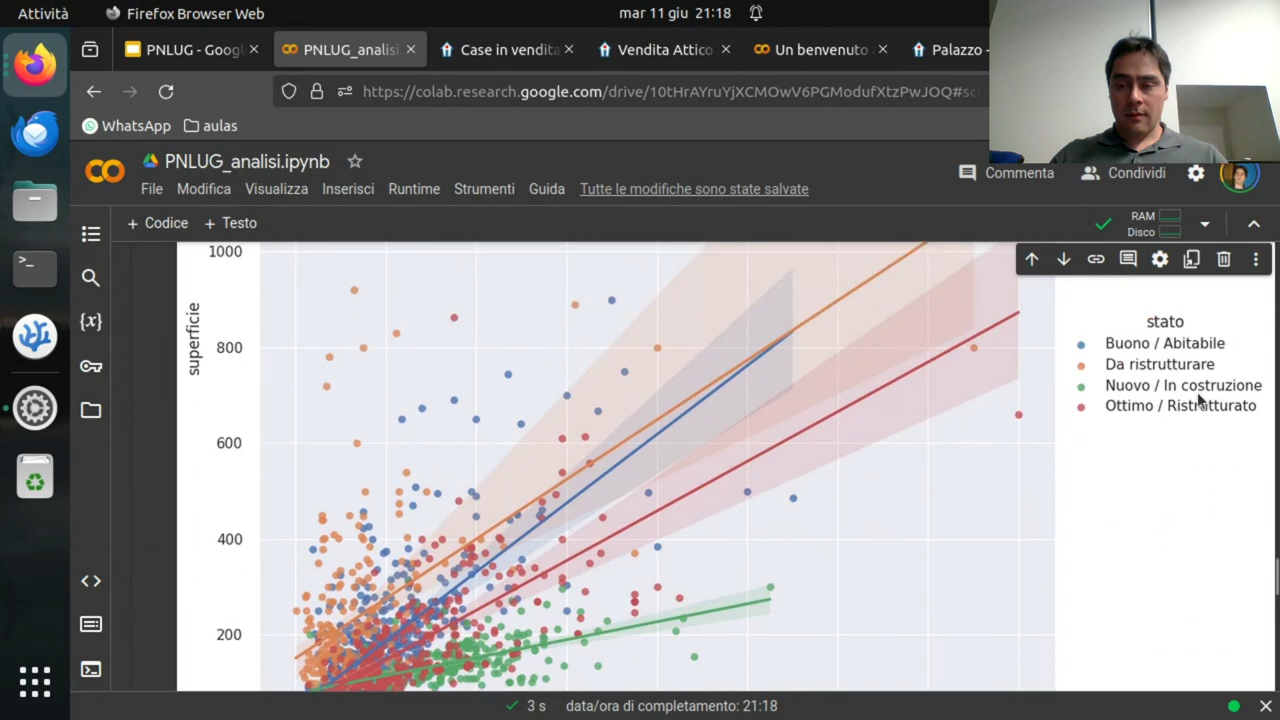 Attività
Firefox Browser Web
mar 11 giu 21:18
PNLUG - Googl
PNLUG_analisi
Case in vendita
Vendita Attico
Un benvenuto
Palazzo -
https://colab.research.google.com/drive/10tHrAYruYjXCMOwV6PGModufXtzPwJOQ#sc
WhatsApp
aulas
PNLUG_analisi.ipynb
File Modifica Visualizza Inserisci Runtime Strumenti Guida Tutte le modifiche sono state salvate
Commenta
Condividi
+ Codice + Testo
RAM
Disco
1000
800
600
400
200
superficie
stato
Buono / Abitabile
Da ristrutturare
Nuovo / In costruzione
Ottimo / Ristrutturato
3 s data/ora di completamento: 21:18